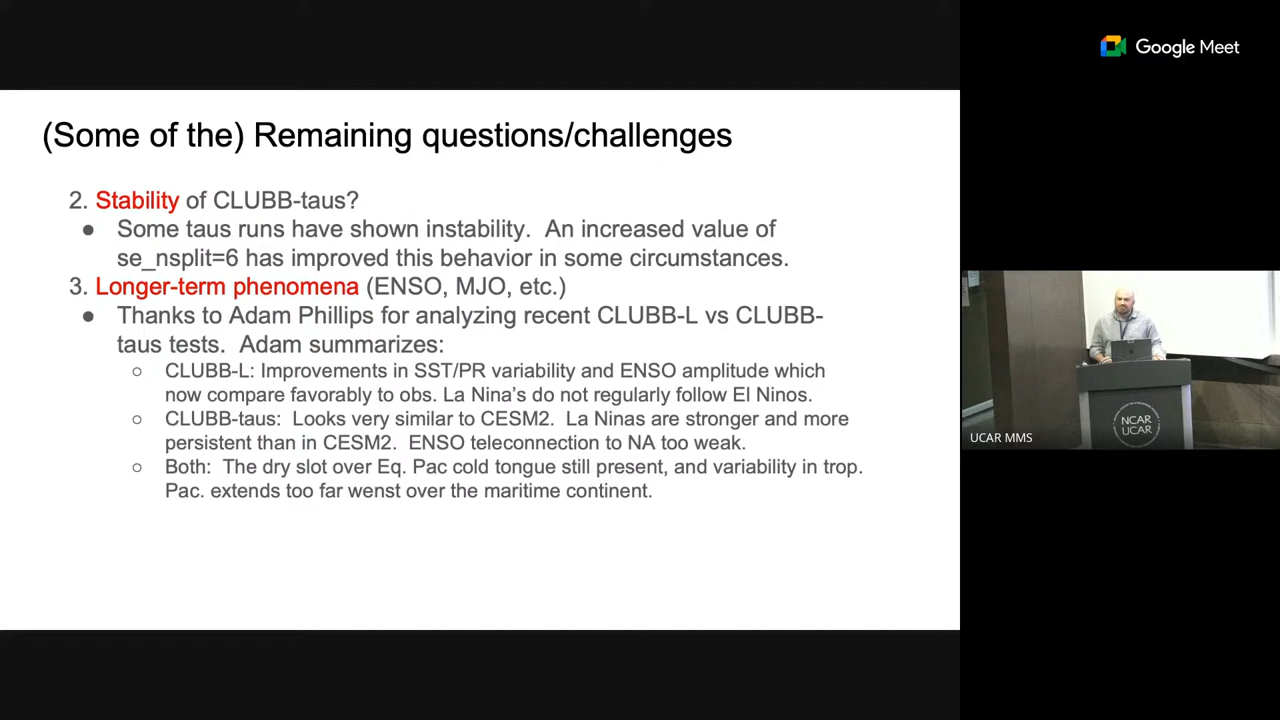 Google Meet
(Some of the) Remaining questions/challenges
2. Stability of CLUBB-taus?
● Some taus runs have shown instability. An increased value of
se_nsplit=6 has improved this behavior in some circumstances.
3. Longer-term phenomena (ENSO, MJO, etc.)
● Thanks to Adam Phillips for analyzing recent CLUBB-L vs CLUBB-
taus tests. Adam summarizes:
○ CLUBB-L: Improvements in SST/PR variability and ENSO amplitude which
now compare favorably to obs. La Nina's do not regularly follow El Ninos.
○ CLUBB-taus: Looks very similar to CESM2. La Ninas are stronger and more
persistent than in CESM2. ENSO teleconnection to NA too weak.
○ Both: The dry slot over Eq. Pac cold tongue still present, and variability in trop.
Pac. extends too far wenst over the maritime continent.
NCAR
UCAR
UCAR MMS